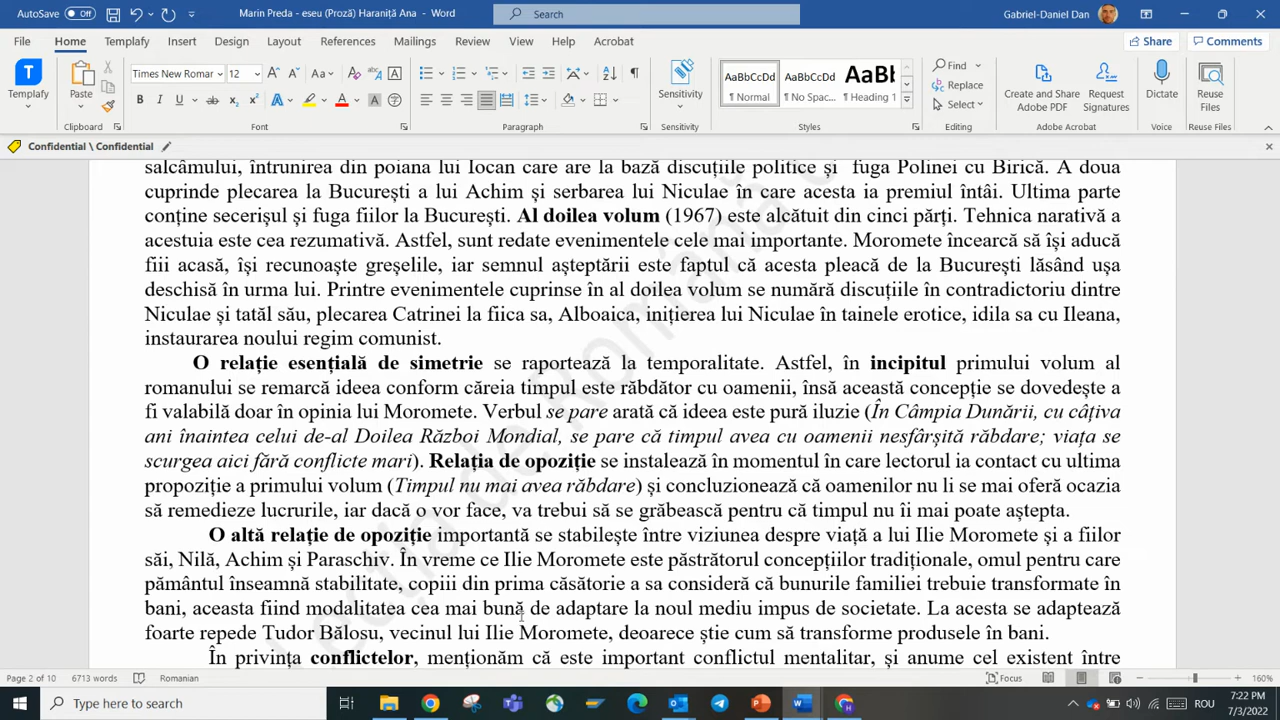 AutoSave Off Marin Preda - eseu (Proză) Haraniță Ana - Word Search Gabriel-Daniel Dan
File Home Templafy Insert Design Layout References Mailings Review View Help Acrobat Share Comments
Templafy Paste Times New Roman 12 AaBbCcDd ¶ Normal AaBbCcDd ¶ No Spac... AaBb ¶ Heading 1 Find Replace Select Sensitivity Create and Share Adobe PDF Request Signatures Dictate Reuse Files
Templafy Clipboard Font Paragraph Sensitivity Styles Editing Adobe Acrobat Voice Reuse Files
Confidential \ Confidential
salcâmului, întrunirea din poiana lui Iocan care are la bază discuțiile politice și fuga Polinei cu Birică. A doua
cuprinde plecarea la București a lui Achim și serbarea lui Niculae în care acesta ia premiul întâi. Ultima parte
conține secerișul și fuga fiilor la București. Al doilea volum (1967) este alcătuit din cinci părți. Tehnica narativă a
acestuia este cea rezumativă. Astfel, sunt redate evenimentele cele mai importante. Moromete încearcă să își aducă
fiii acasă, își recunoaște greșelile, iar semnul așteptării este faptul că acesta pleacă de la București lăsând ușa
deschisă în urma lui. Printre evenimentele cuprinse în al doilea volum se numără discuțiile în contradictoriu dintre
Niculae și tatăl său, plecarea Catrinei la fiica sa, Alboaica, inițierea lui Niculae în tainele erotice, idila sa cu Ileana,
instaurarea noului regim comunist.
O relație esențială de simetrie se raportează la temporalitate. Astfel, în incipitul primului volum al
romanului se remarcă ideea conform căreia timpul este răbdător cu oamenii, însă această concepție se dovedește a
fi valabilă doar în opinia lui Moromete. Verbul se pare arată că ideea este pură iluzie (În Câmpia Dunării, cu câțiva
ani înaintea celui de-al Doilea Război Mondial, se pare că timpul avea cu oamenii nesfârșită răbdare; viața se
scurgea aici fără conflicte mari). Relația de opoziție se instalează în momentul în care lectorul ia contact cu ultima
propoziție a primului volum (Timpul nu mai avea răbdare) și concluzionează că oamenilor nu li se mai oferă ocazia
să remedieze lucrurile, iar dacă o vor face, va trebui să se grăbească pentru că timpul nu îi mai poate aștepta.
O altă relație de opoziție importantă se stabilește între viziunea despre viață a lui Ilie Moromete și a fiilor
săi, Nilă, Achim și Paraschiv. În vreme ce Ilie Moromete este păstrătorul concepțiilor tradiționale, omul pentru care
pământul înseamnă stabilitate, copiii din prima căsătorie a sa consideră că bunurile familiei trebuie transformate în
bani, aceasta fiind modalitatea cea mai bună de adaptare la noul mediu impus de societate. La acesta se adaptează
foarte repede Tudor Bălosu, vecinul lui Ilie Moromete, deoarece știe cum să transforme produsele în bani.
În privința conflictelor, menționăm că este important conflictul mentalitar, și anume cel existent între
Page 2 of 10 6713 words Romanian Focus 160%
Type here to search ROU 7:22 PM
7/3/2022